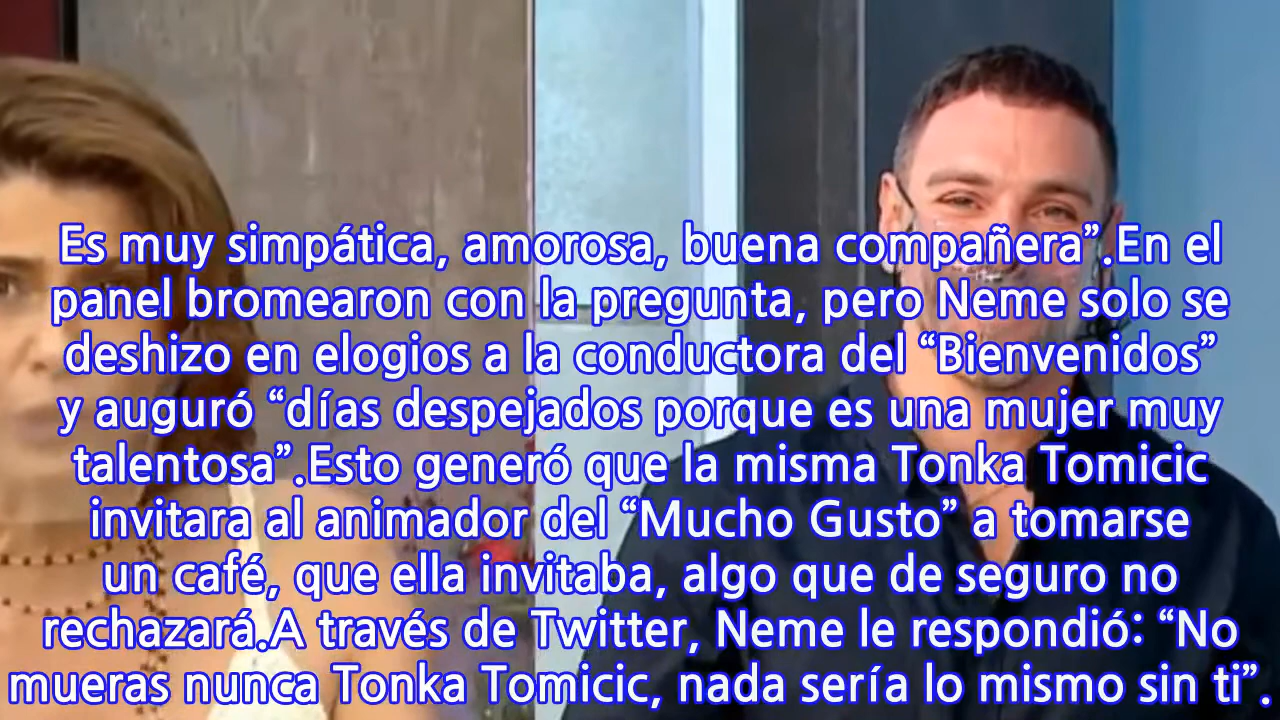 Es muy simpática, amorosa, buena compañera”.En el
panel bromearon con la pregunta, pero Neme solo se
deshizo en elogios a la conductora del “Bienvenidos”
y auguró “días despejados porque es una mujer muy
talentosa”.Esto generó que la misma Tonka Tomicic
invitara al animador del “Mucho Gusto” a tomarse
un café, que ella invitaba, algo que de seguro no
rechazará.A través de Twitter, Neme le respondió: “No
mueras nunca Tonka Tomicic, nada sería lo mismo sin ti”.